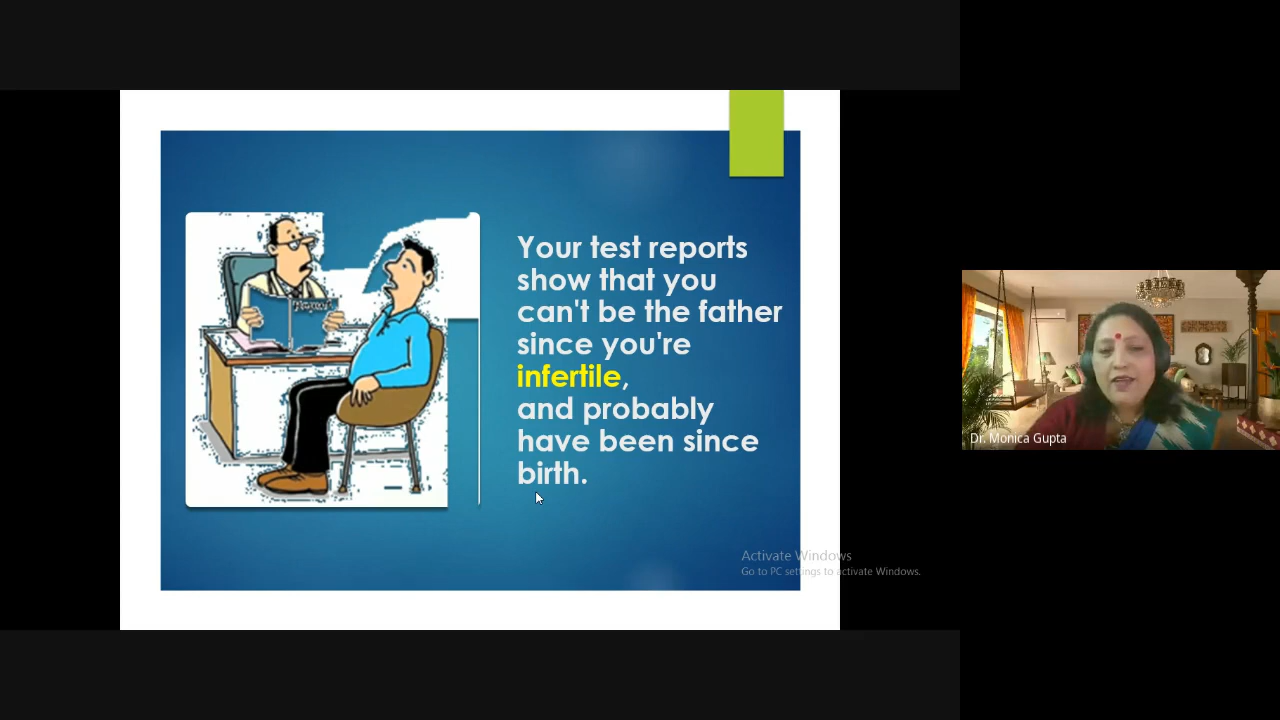 Your test reports
show that you
can't be the father
since you're
infertile,
and probably
have been since
birth.
Activate Windows
Go to PC settings to activate Windows.
Dr. Monica Gupta